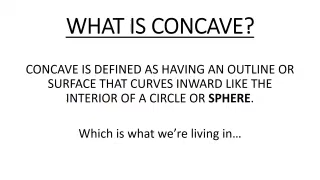 WHAT IS CONCAVE?
CONCAVE IS DEFINED AS HAVING AN OUTLINE OR
SURFACE THAT CURVES INWARD LIKE THE
INTERIOR OF A CIRCLE OR SPHERE.
Which is what we’re living in…